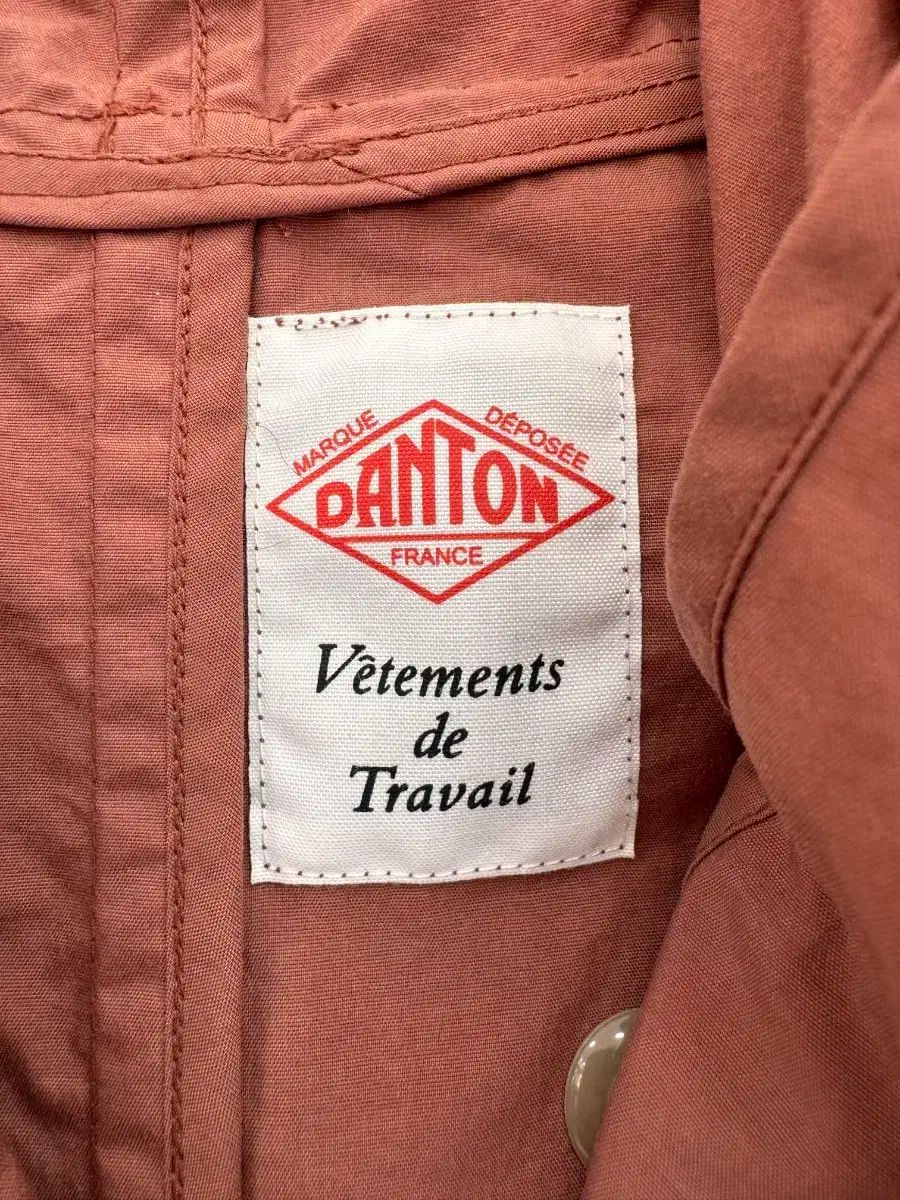 MARQUE DÉPOSÉE
DANTON
FRANCE
Vêtements
de
Travail